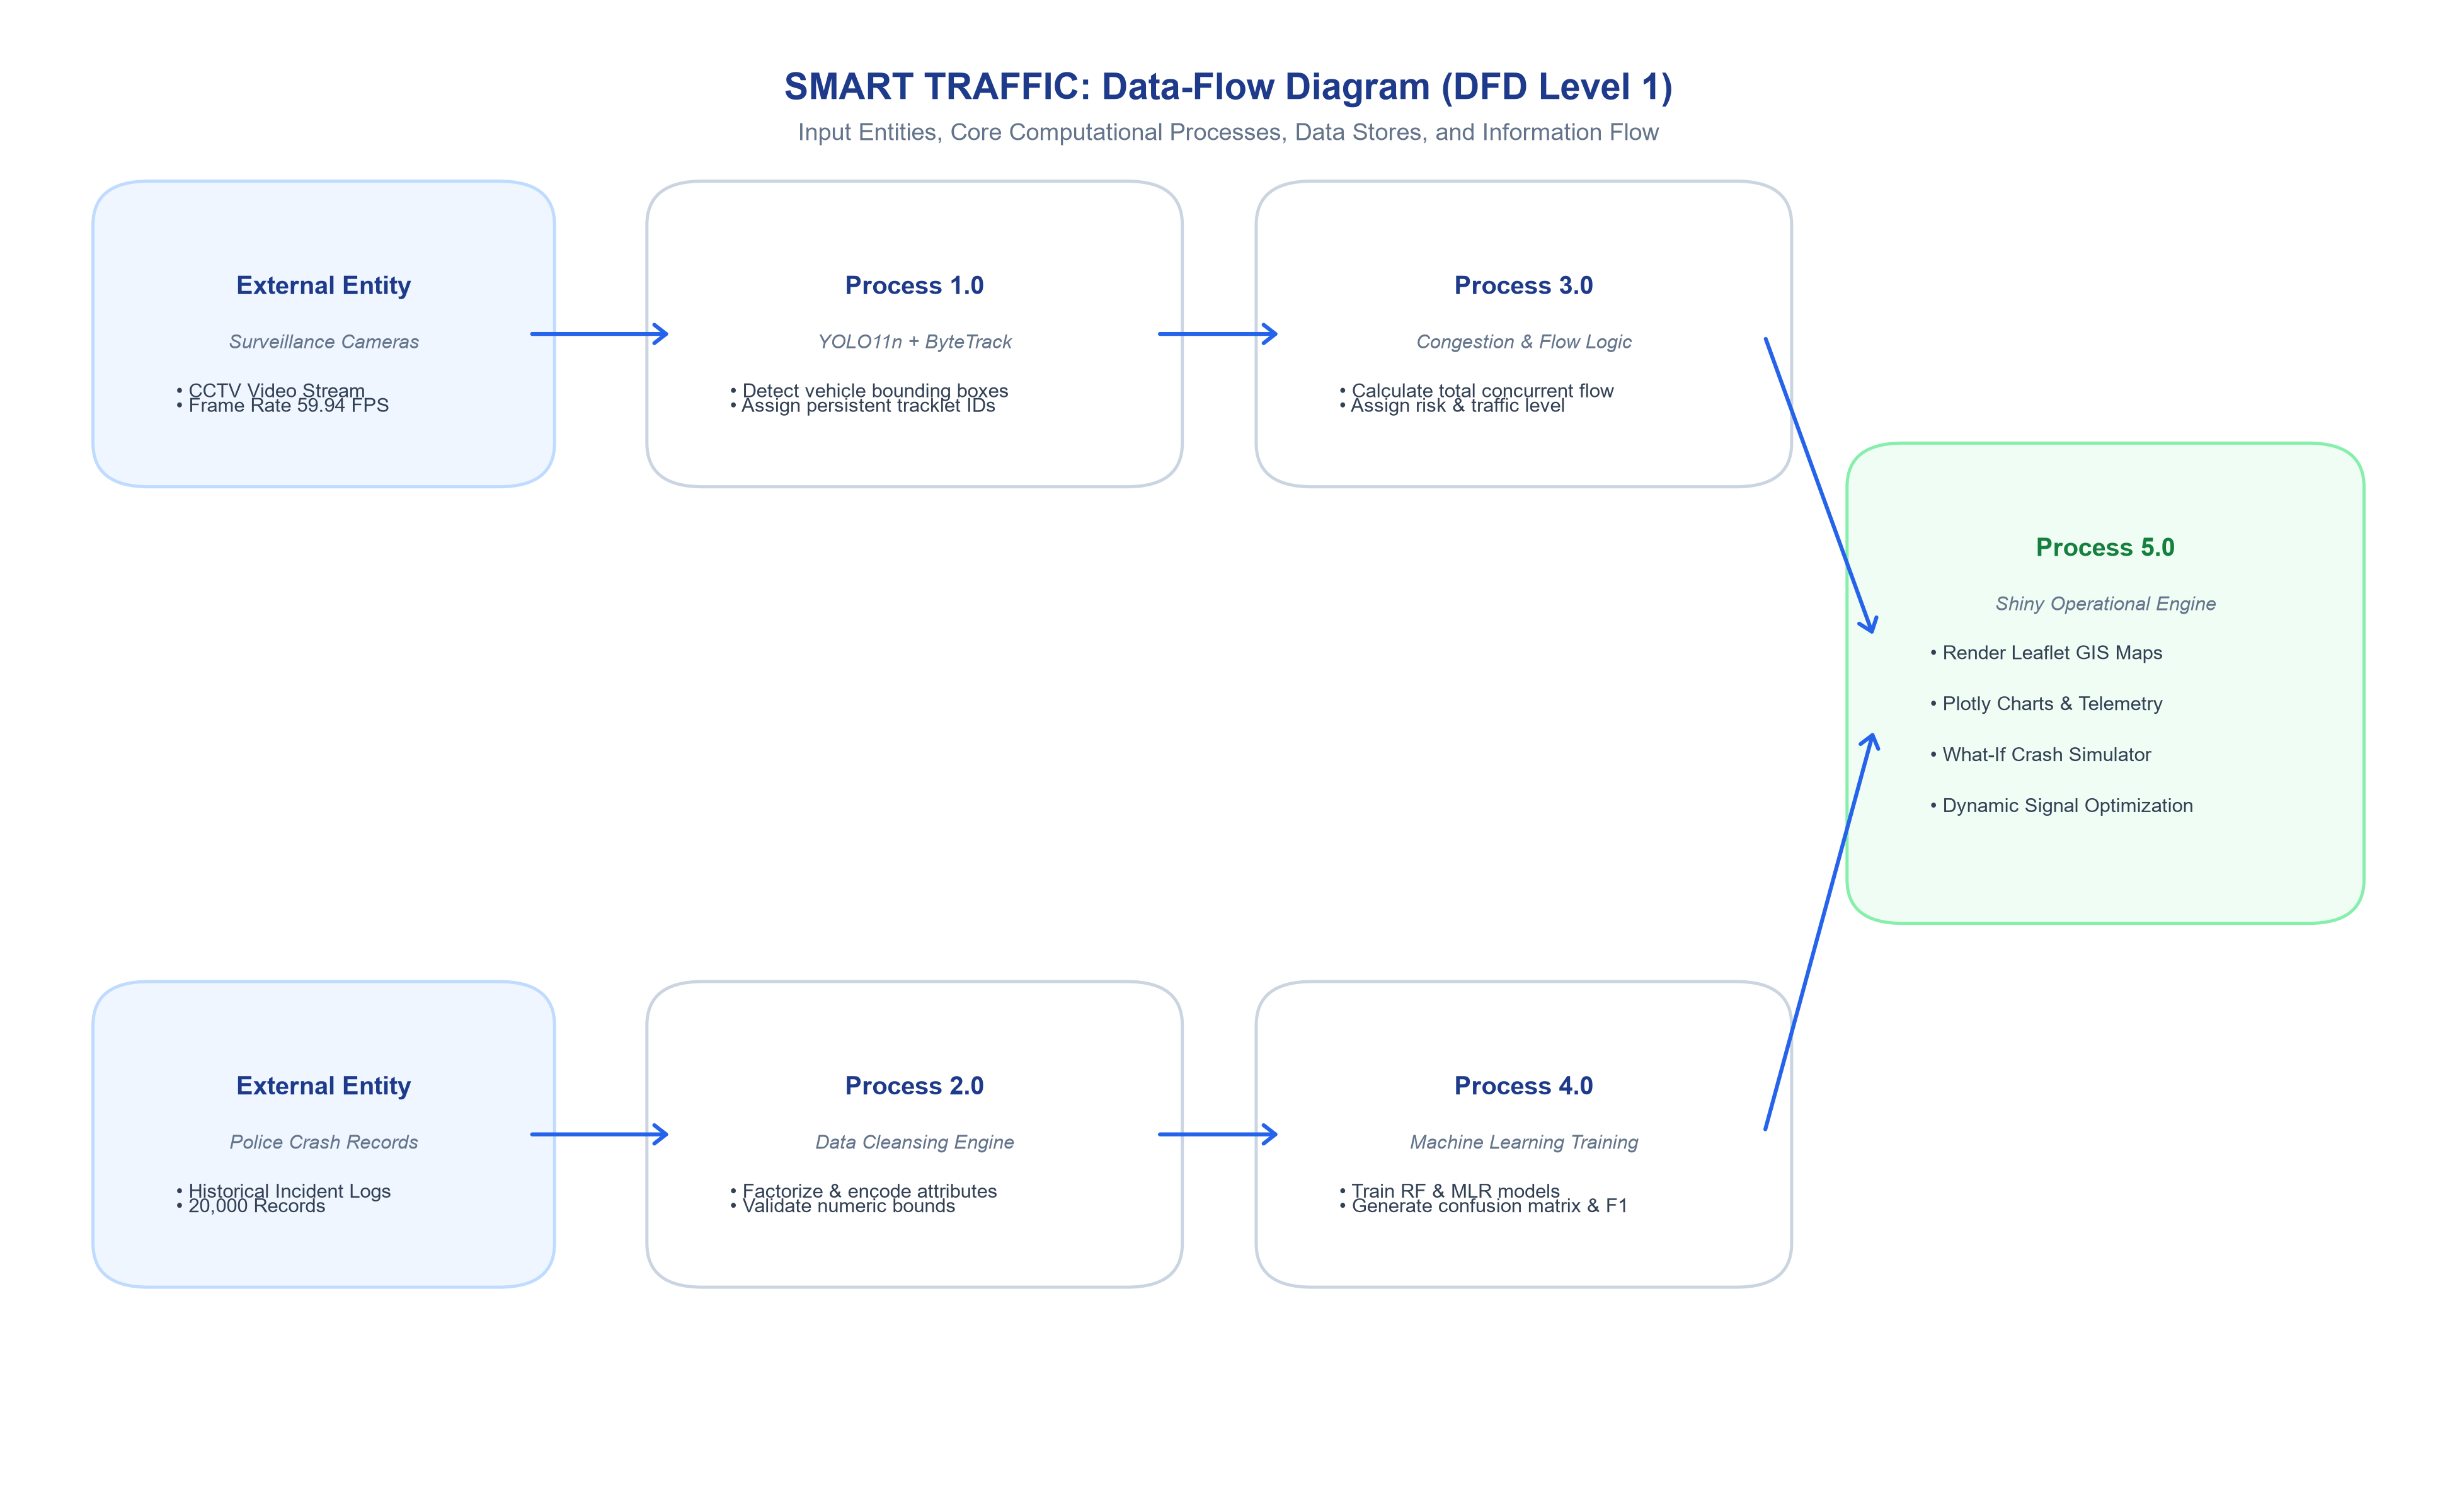 SMART TRAFFIC: Data-Flow Diagram (DFD Level 1)
Input Entities, Core Computational Processes, Data Stores, and Information Flow
External Entity
Surveillance Cameras
• CCTV Video Stream
• Frame Rate 59.94 FPS
Process 1.0
YOLO11n + ByteTrack
• Detect vehicle bounding boxes
• Assign persistent tracklet IDs
Process 3.0
Congestion & Flow Logic
• Calculate total concurrent flow
• Assign risk & traffic level
Process 5.0
Shiny Operational Engine
• Render Leaflet GIS Maps
• Plotly Charts & Telemetry
• What-If Crash Simulator
• Dynamic Signal Optimization
External Entity
Police Crash Records
• Historical Incident Logs
• 20,000 Records
Process 2.0
Data Cleansing Engine
• Factorize & encode attributes
• Validate numeric bounds
Process 4.0
Machine Learning Training
• Train RF & MLR models
• Generate confusion matrix & F1